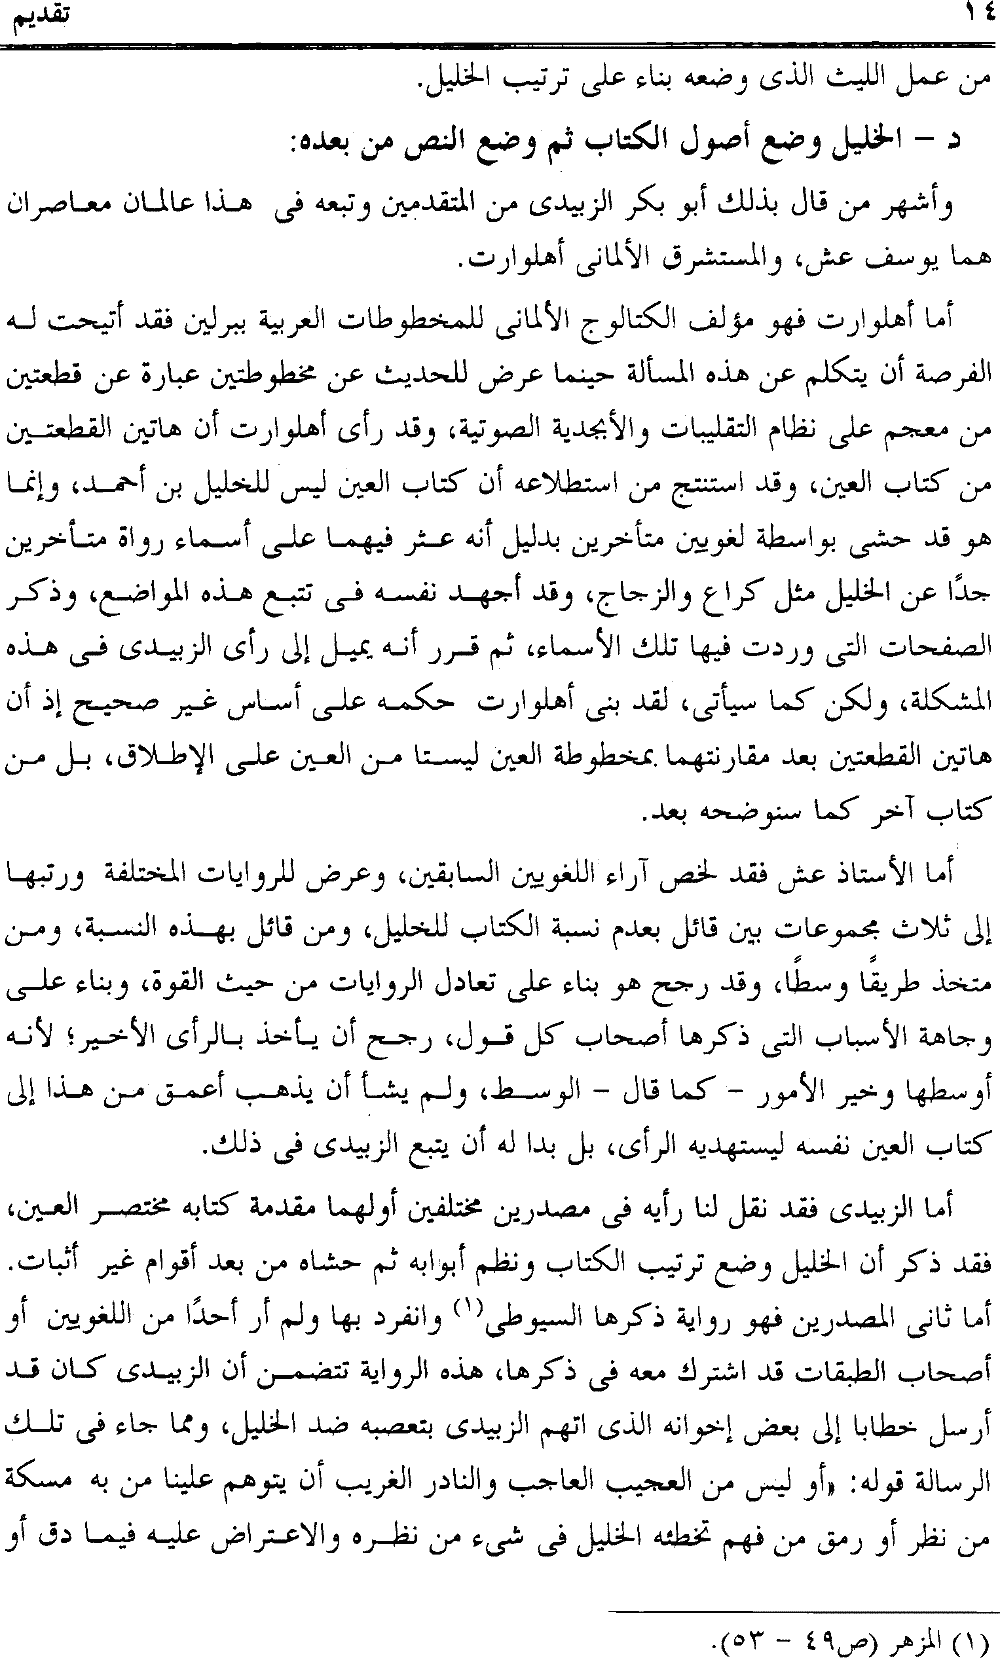 ١٤ تقديم
من عمل الليث الذى وضعه بناء على ترتيب الخليل.
د - الخليل وضع أصول الكتاب ثم وضع النص من بعده:
وأشهر من قال بذلك أبو بكر الزبيدى من المتقدمين وتبعه فى هذا عالمان معاصران
هما يوسف عش، والمستشرق الألمانى أهلوارت.
أما أهلوارت فهو مؤلف الكتالوج الألمانى للمخطوطات العربية ببرلين فقد أتيحت له
الفرصة أن يتكلم عن هذه المسألة حينما عرض للحديث عن مخطوطتين عبارة عن قطعتين
من معجم على نظام التقليبات والأبجدية الصوتية، وقد رأى أهلوارت أن هاتين القطعتين
من كتاب العين، وقد استنتج من استطلاعه أن كتاب العين ليس للخليل بن أحمد، وإنما
هو قد حشى بواسطة لغويين متأخرين بدليل أنه عثر فيهما على أسماء رواة متأخرين
جدًا عن الخليل مثل كراع والزجاج، وقد أجهد نفسه فى تتبع هذه المواضع، وذكر
الصفحات التى وردت فيها تلك الأسماء، ثم قرر أنه يميل إلى رأى الزبيدى فى هذه
المشكلة، ولكن كما سيأتى، لقد بنى أهلوارت حكمه على أساس غير صحيح إذ أن
هاتين القطعتين بعد مقارنتهما بمخطوطة العين ليستا من العين على الإطلاق، بل من
كتاب آخر كما سنوضحه بعد.
أما الأستاذ عش فقد لخص آراء اللغويين السابقين، وعرض للروايات المختلفة ورتبها
إلى ثلاث مجموعات بين قائل بعدم نسبة الكتاب للخليل، ومن قائل بهذه النسبة، ومن
متخذ طريقًا وسطًا، وقد رجح هو بناء على تعادل الروايات من حيث القوة، وبناء على
وجاهة الأسباب التى ذكرها أصحاب كل قول، رجح أن يأخذ بالرأى الأخير؛ لأنه
أوسطها وخير الأمور - كما قال - الوسط، ولم يشأ أن يذهب أعمق من هذا إلى
كتاب العين نفسه ليستهديه الرأى، بل بدا له أن يتبع الزبيدى فى ذلك.
أما الزبيدى فقد نقل لنا رأيه فى مصدرين مختلفين أولهما مقدمة كتابه مختصر العين،
فقد ذكر أن الخليل وضع ترتيب الكتاب ونظم أبوابه ثم حشاه من بعد أقوام غير أثبات.
أما ثانى المصدرين فهو رواية ذكرها السيوطى(١) وانفرد بها ولم أر أحدًا من اللغويين أو
أصحاب الطبقات قد اشترك معه فى ذكرها، هذه الرواية تتضمن أن الزبيدى كان قد
أرسل خطابا إلى بعض إخوانه الذى اتهم الزبيدى بتعصبه ضد الخليل، ومما جاء فى تلك
الرسالة قوله: «أو ليس من العجيب العاجب والنادر الغريب أن يتوهم علينا من به مسكة
من نظر أو رمق من فهم تخطئه الخليل فى شىء من نظره والاعتراض عليه فيما دق أو
(١) المزهر (ص٤٩ - ٥٣).